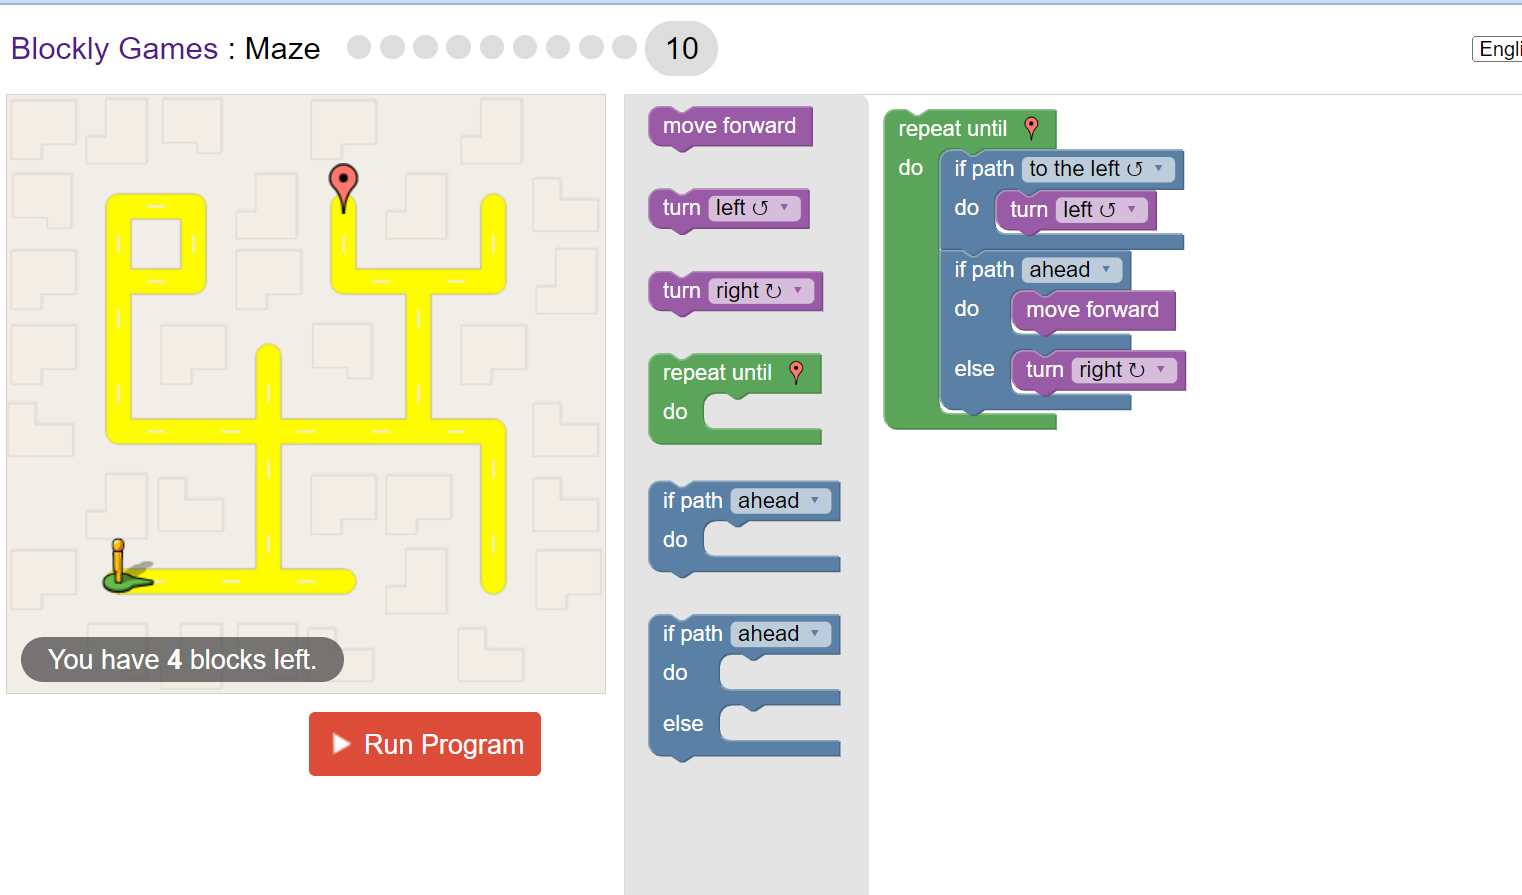 Blockly Games : Maze
10
Engli
move forward
turn left ↺ ▼
turn right ↻ ▼
repeat until
do
if path ahead ▼
do
if path ahead ▼
do
else
repeat until
do
if path to the left ↺ ▼
do turn left ↺ ▼
if path ahead ▼
do move forward
else turn right ↻ ▼
You have 4 blocks left.
Run Program